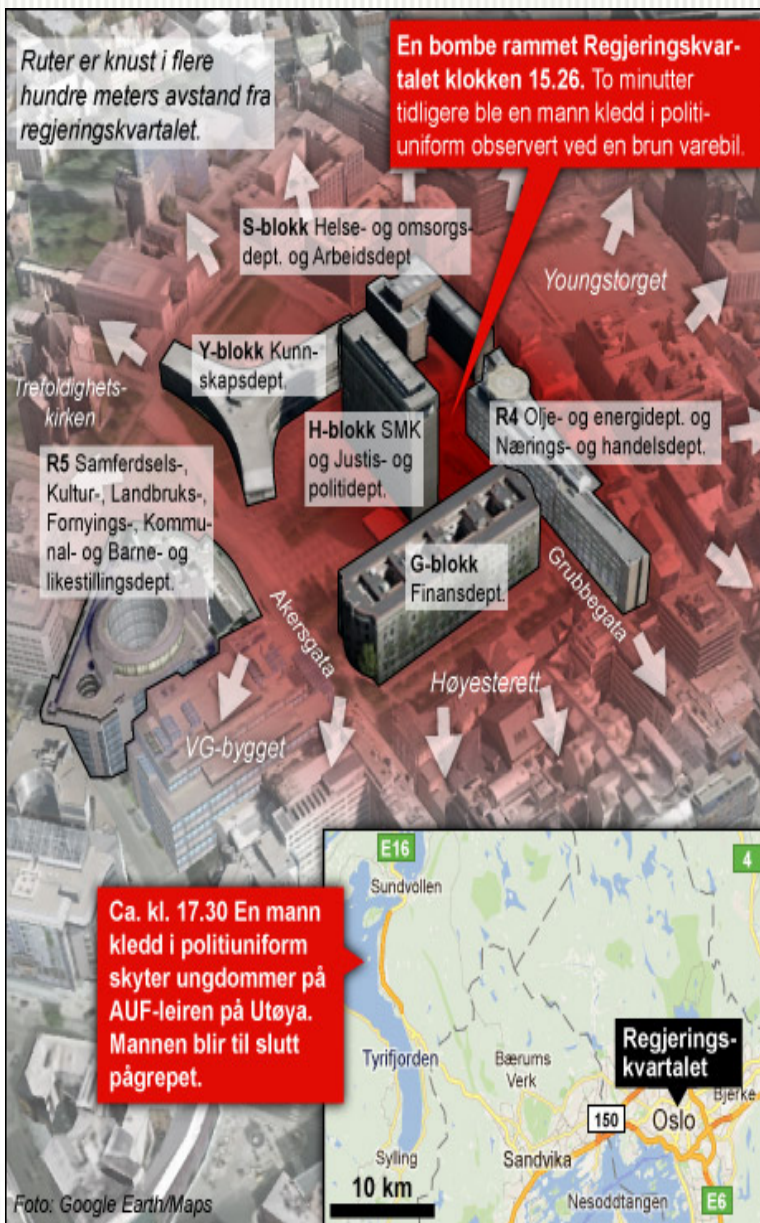 Ruter er knust i flere
hundre meters avstand fra
regjeringskvartalet.
En bombe rammet Regjeringskvar-
talet klokken 15.26. To minutter
tidligere ble en mann kledd i politi-
uniform observert ved en brun varebil.
S-blokk Helse- og omsorgs-
dept. og Arbeidsdept
Youngstorget
Y-blokk Kunn-
skapsdept.
Trefoldighets-
kirken
H-blokk SMK
og Justis- og
politidept.
R4 Olje- og energidept. og
Nærings- og handelsdept.
R5 Samferdsels-,
Kultur-, Landbruks-,
Fornyings-, Kommu-
nal- og Barne- og
likestillingsdept.
G-blokk
Finansdept.
Akersgata
Grubbegata
Høyesterett
VG-bygget
Ca. kl. 17.30 En mann
kledd i politiuniform
skyter ungdommer på
AUF-leiren på Utøya.
Mannen blir til slutt
pågrepet.
E16
4
Sundvollen
Tyrifjorden
Bærums
Verk
Regjerings-
kvartalet
Bjerke
150
Oslo
Sylling
Sandvika
10 km
Nesoddtangen
E6
Foto: Google Earth/Maps